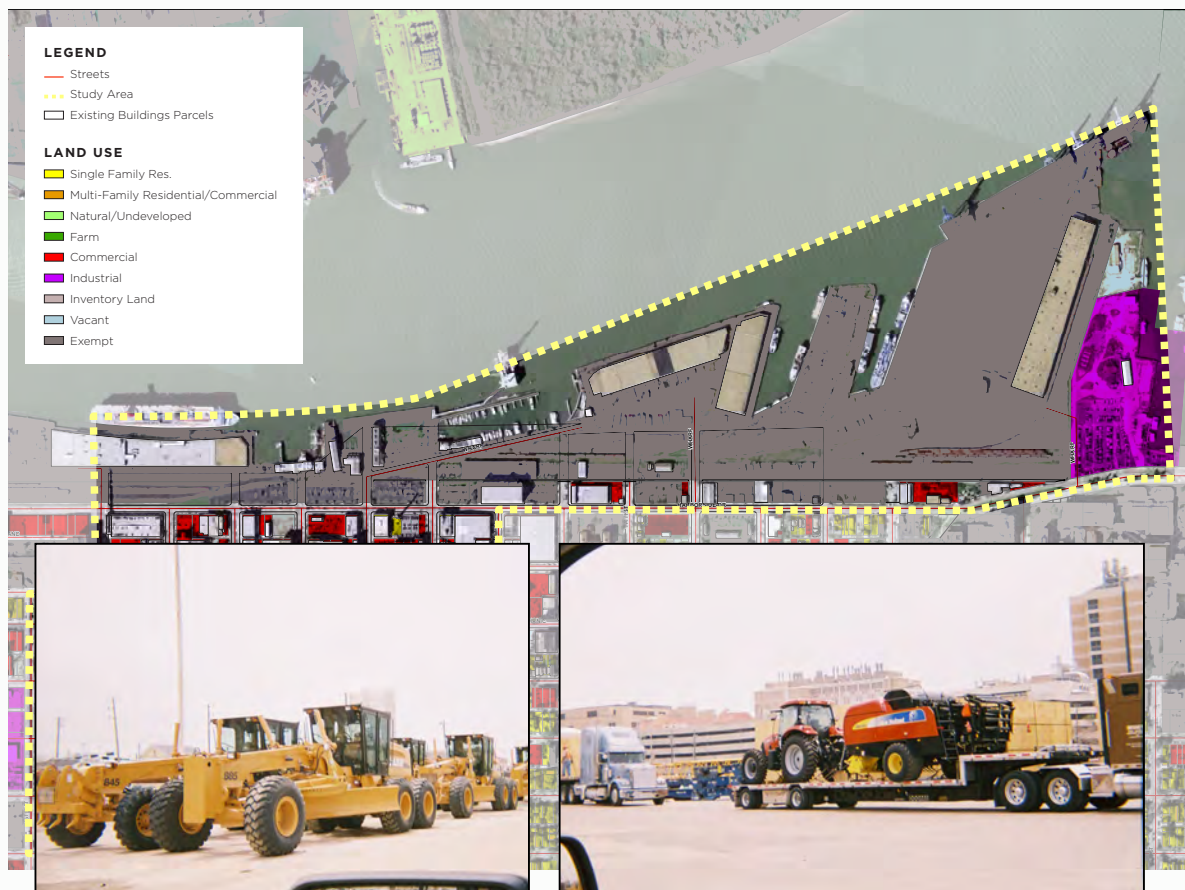 LEGEND
Streets
Study Area
Existing Buildings Parcels
LAND USE
Single Family Res.
Multi-Family Residential/Commercial
Natural/Undeveloped
Farm
Commercial
Industrial
Inventory Land
Vacant
Exempt
845
885